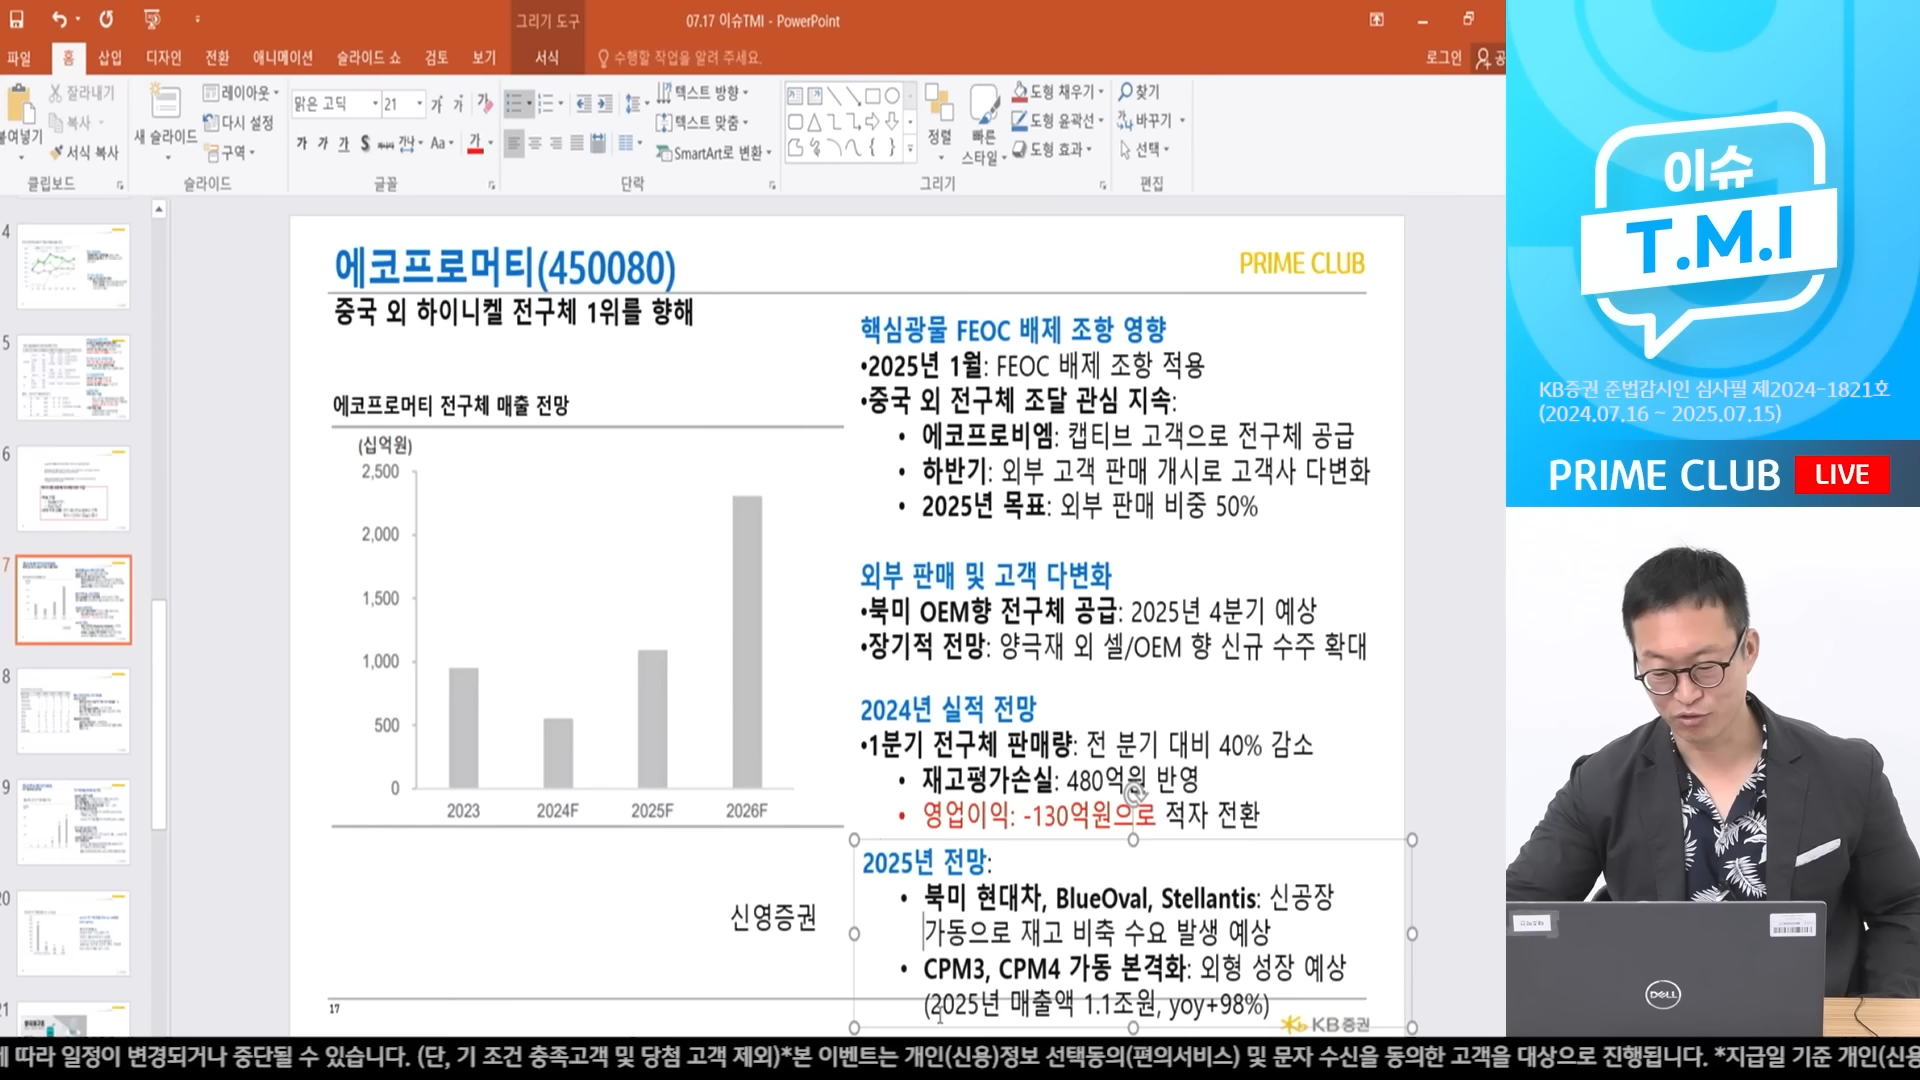 그리기 도구
07.17 이슈TMI - PowerPoint
파일
홈
삽입
디자인
전환
애니메이션
슬라이드 쇼
검토
보기
서식
수행할 작업을 알려 주세요.
로그인
공
붙여넣기
잘라내기
복사
서식 복사
클립보드
새 슬라이드
레이아웃
다시 설정
구역
슬라이드
맑은 고딕
21
글꼴
텍스트 방향
텍스트 맞춤
SmartArt로 변환
단락
정렬
빠른
스타일
도형 채우기
도형 윤곽선
도형 효과
그리기
찾기
바꾸기
선택
편집
4
5
6
7
8
9
에코프로머티(450080)
PRIME CLUB
중국 외 하이니켈 전구체 1위를 향해
에코프로머티 전구체 매출 전망
(십억원)
2,500
2,000
1,500
1,000
500
0
2023
2024F
2025F
2026F
신영증권
17
핵심광물 FEOC 배제 조항 영향
•2025년 1월: FEOC 배제 조항 적용
•중국 외 전구체 조달 관심 지속:
• 에코프로비엠: 캡티브 고객으로 전구체 공급
• 하반기: 외부 고객 판매 개시로 고객사 다변화
• 2025년 목표: 외부 판매 비중 50%
외부 판매 및 고객 다변화
•북미 OEM향 전구체 공급: 2025년 4분기 예상
•장기적 전망: 양극재 외 셀/OEM 향 신규 수주 확대
2024년 실적 전망
•1분기 전구체 판매량: 전 분기 대비 40% 감소
• 재고평가손실: 480억원 반영
• 영업이익: -130억원으로 적자 전환
2025년 전망:
• 북미 현대차, BlueOval, Stellantis: 신공장
가동으로 재고 비축 수요 발생 예상
• CPM3, CPM4 가동 본격화: 외형 성장 예상
(2025년 매출액 1.1조원, yoy+98%)
KB증권
이슈
T.M.I
KB증권 준법감시인 심사필 제2024-1821호
(2024.07.16 ~ 2025.07.15)
PRIME CLUB LIVE
DELL
에 따라 일정이 변경되거나 중단될 수 있습니다. (단, 기 조건 충족고객 및 당첨 고객 제외)*본 이벤트는 개인(신용)정보 선택동의(편의서비스) 및 문자 수신을 동의한 고객을 대상으로 진행됩니다. *지급일 기준 개인(신용